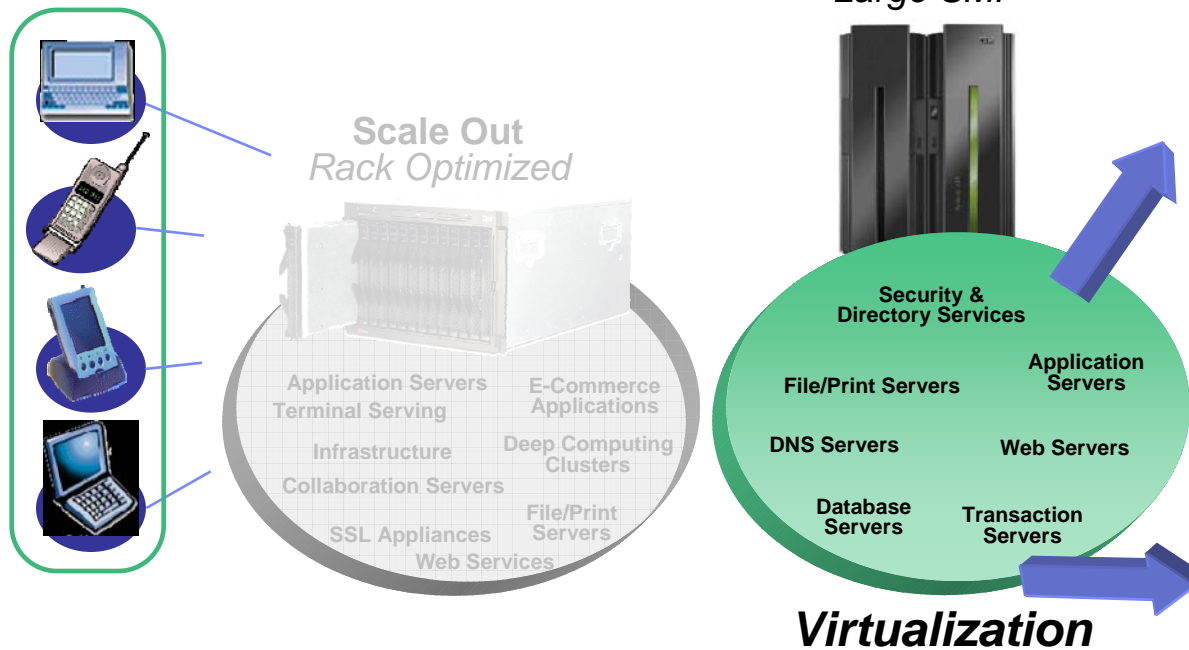 Scale Out
Rack Optimized
Application Servers
E-Commerce
Applications
Terminal Serving
Infrastructure
Deep Computing
Clusters
Collaboration Servers
File/Print
Servers
SSL Appliances
Web Services
Security &
Directory Services
Application
Servers
File/Print Servers
DNS Servers
Web Servers
Database
Servers
Transaction
Servers
Virtualization